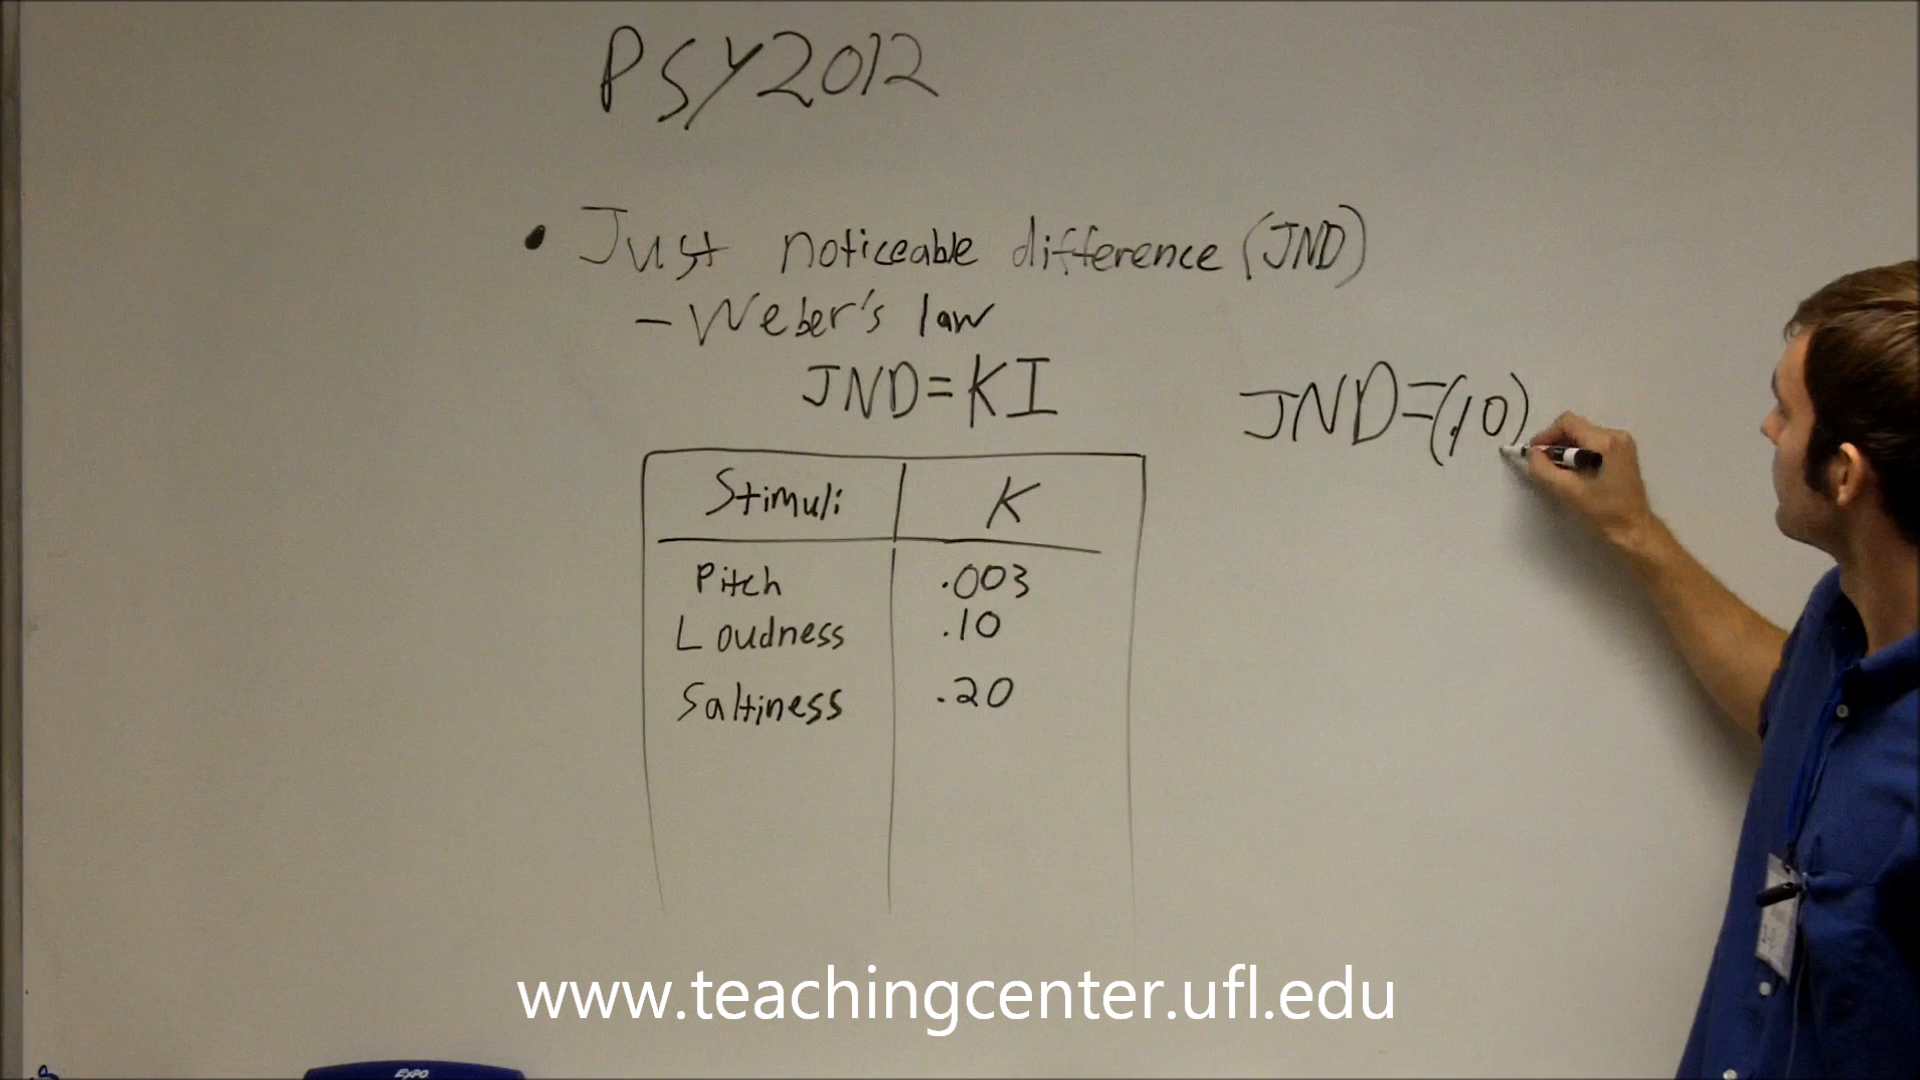 PSY2012
• Just noticeable difference (JND)
- Weber's law
JND=KI
JND=(.10)
Stimuli K
Pitch .003
Loudness .10
Saltiness .20
www.teachingcenter.ufl.edu
EXPO